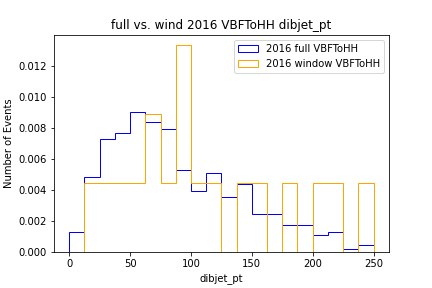 full vs. wind 2016 VBFToHH dibjet_pt
2016 full VBFToHH
2016 window VBFToHH
Number of Events
0.012
0.010
0.008
0.006
0.004
0.002
0.000
0 50 100 150 200 250
dibjet_pt